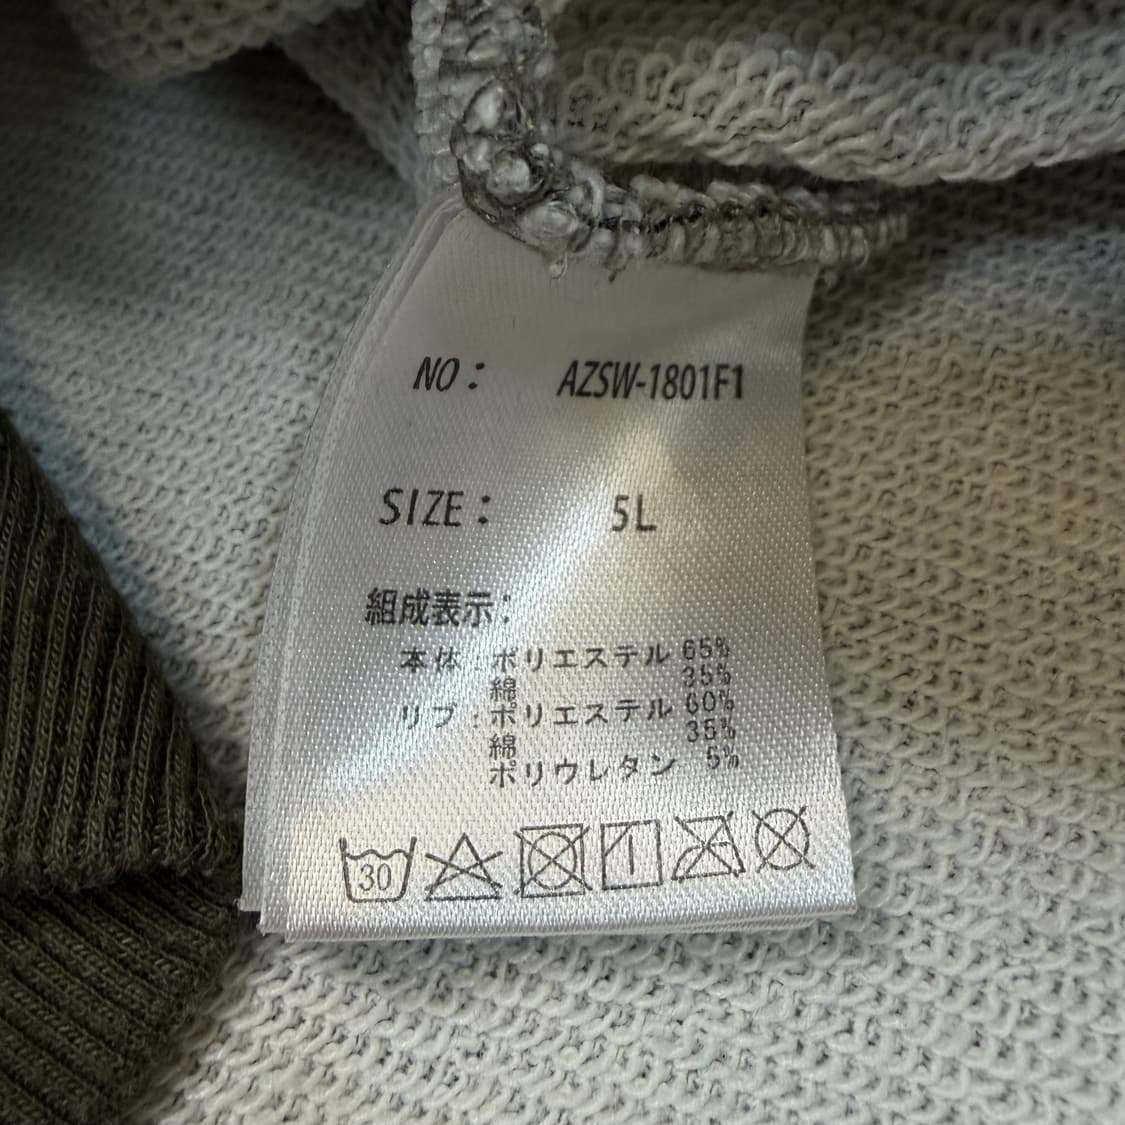 NO: AZSW-1801F1
SIZE: 5L
組成表示:
本体:ポリエステル 65%
綿 35%
リブ:ポリエステル 60%
綿 35%
ポリウレタン 5%
30